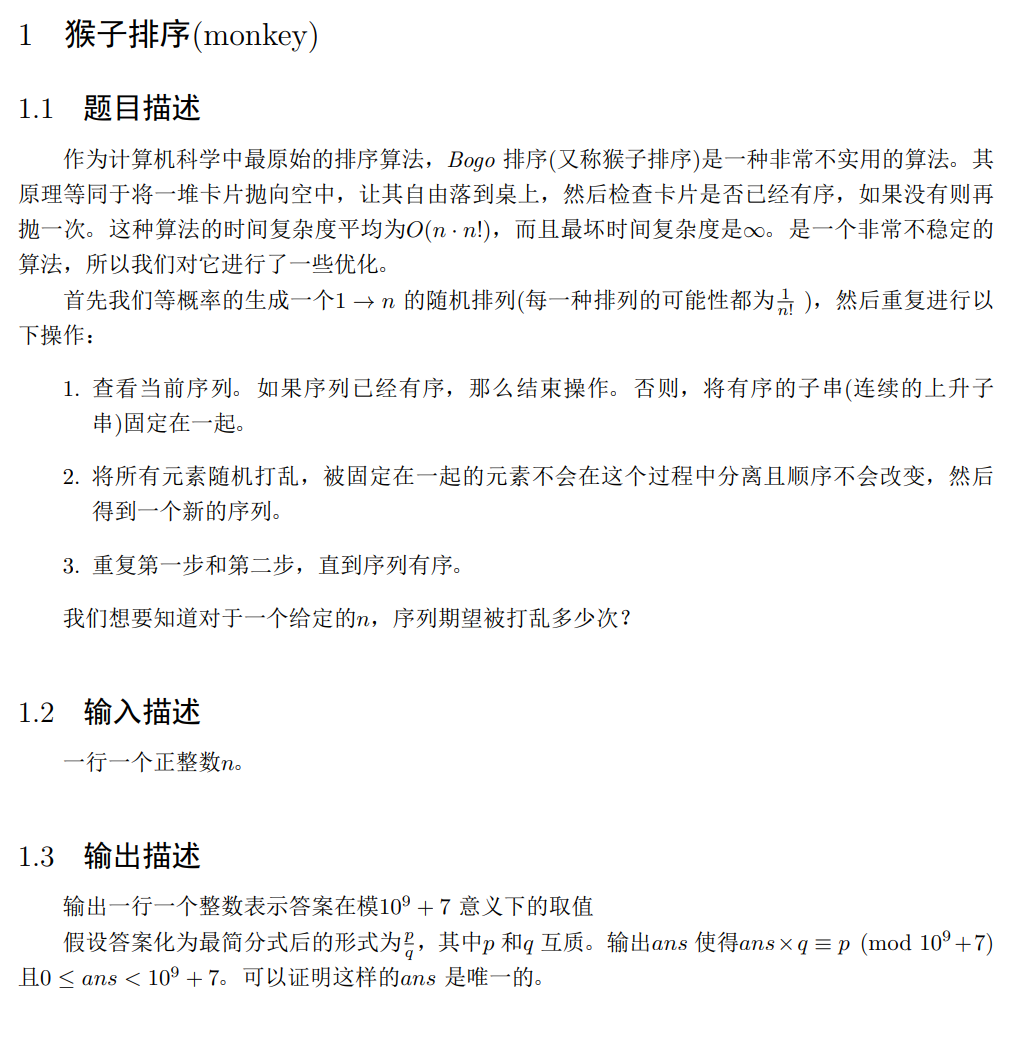 1 猴子排序(monkey)
1.1 题目描述
作为计算机科学中最原始的排序算法，Bogo 排序(又称猴子排序)是一种非常不实用的算法。其
原理等同于将一堆卡片抛向空中，让其自由落到桌上，然后检查卡片是否已经有序，如果没有则再
抛一次。这种算法的时间复杂度平均为O(n · n!)，而且最坏时间复杂度是∞。是一个非常不稳定的
算法，所以我们对它进行了一些优化。
首先我们等概率的生成一个1 → n 的随机排列(每一种排列的可能性都为1/n! )，然后重复进行以
下操作：
1. 查看当前序列。如果序列已经有序，那么结束操作。否则，将有序的子串(连续的上升子
串)固定在一起。
2. 将所有元素随机打乱，被固定在一起的元素不会在这个过程中分离且顺序不会改变，然后
得到一个新的序列。
3. 重复第一步和第二步，直到序列有序。
我们想要知道对于一个给定的n，序列期望被打乱多少次？
1.2 输入描述
一行一个正整数n。
1.3 输出描述
输出一行一个整数表示答案在模10⁹ + 7 意义下的取值
假设答案化为最简分式后的形式为p/q，其中p 和q 互质。输出ans 使得ans × q ≡ p (mod 10⁹ + 7)
且0 ≤ ans < 10⁹ + 7。可以证明这样的ans 是唯一的。